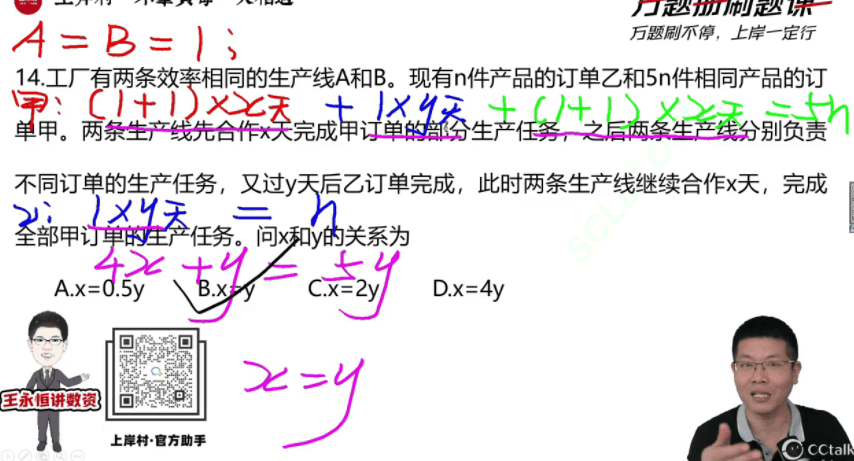 万题册刷题课
万题刷不停，上岸一定行
A=B=1；
14.工厂有两条效率相同的生产线A和B。现有n件产品的订单乙和5n件相同产品的订
甲：(1+1)×x天 +1×y天 +(1+1)×x天=5n
单甲。两条生产线先合作x天完成甲订单的部分生产任务，之后两条生产线分别负责
不同订单的生产任务，又过y天后乙订单完成，此时两条生产线继续合作x天，完成
乙：1×y天 = n
全部甲订单的生产任务。问x和y的关系为
4x+y=5y
A.x=0.5y B.x=y C.x=2y D.x=4y
x=y
王永恒讲数资
上岸村·官方助手
CCtalk